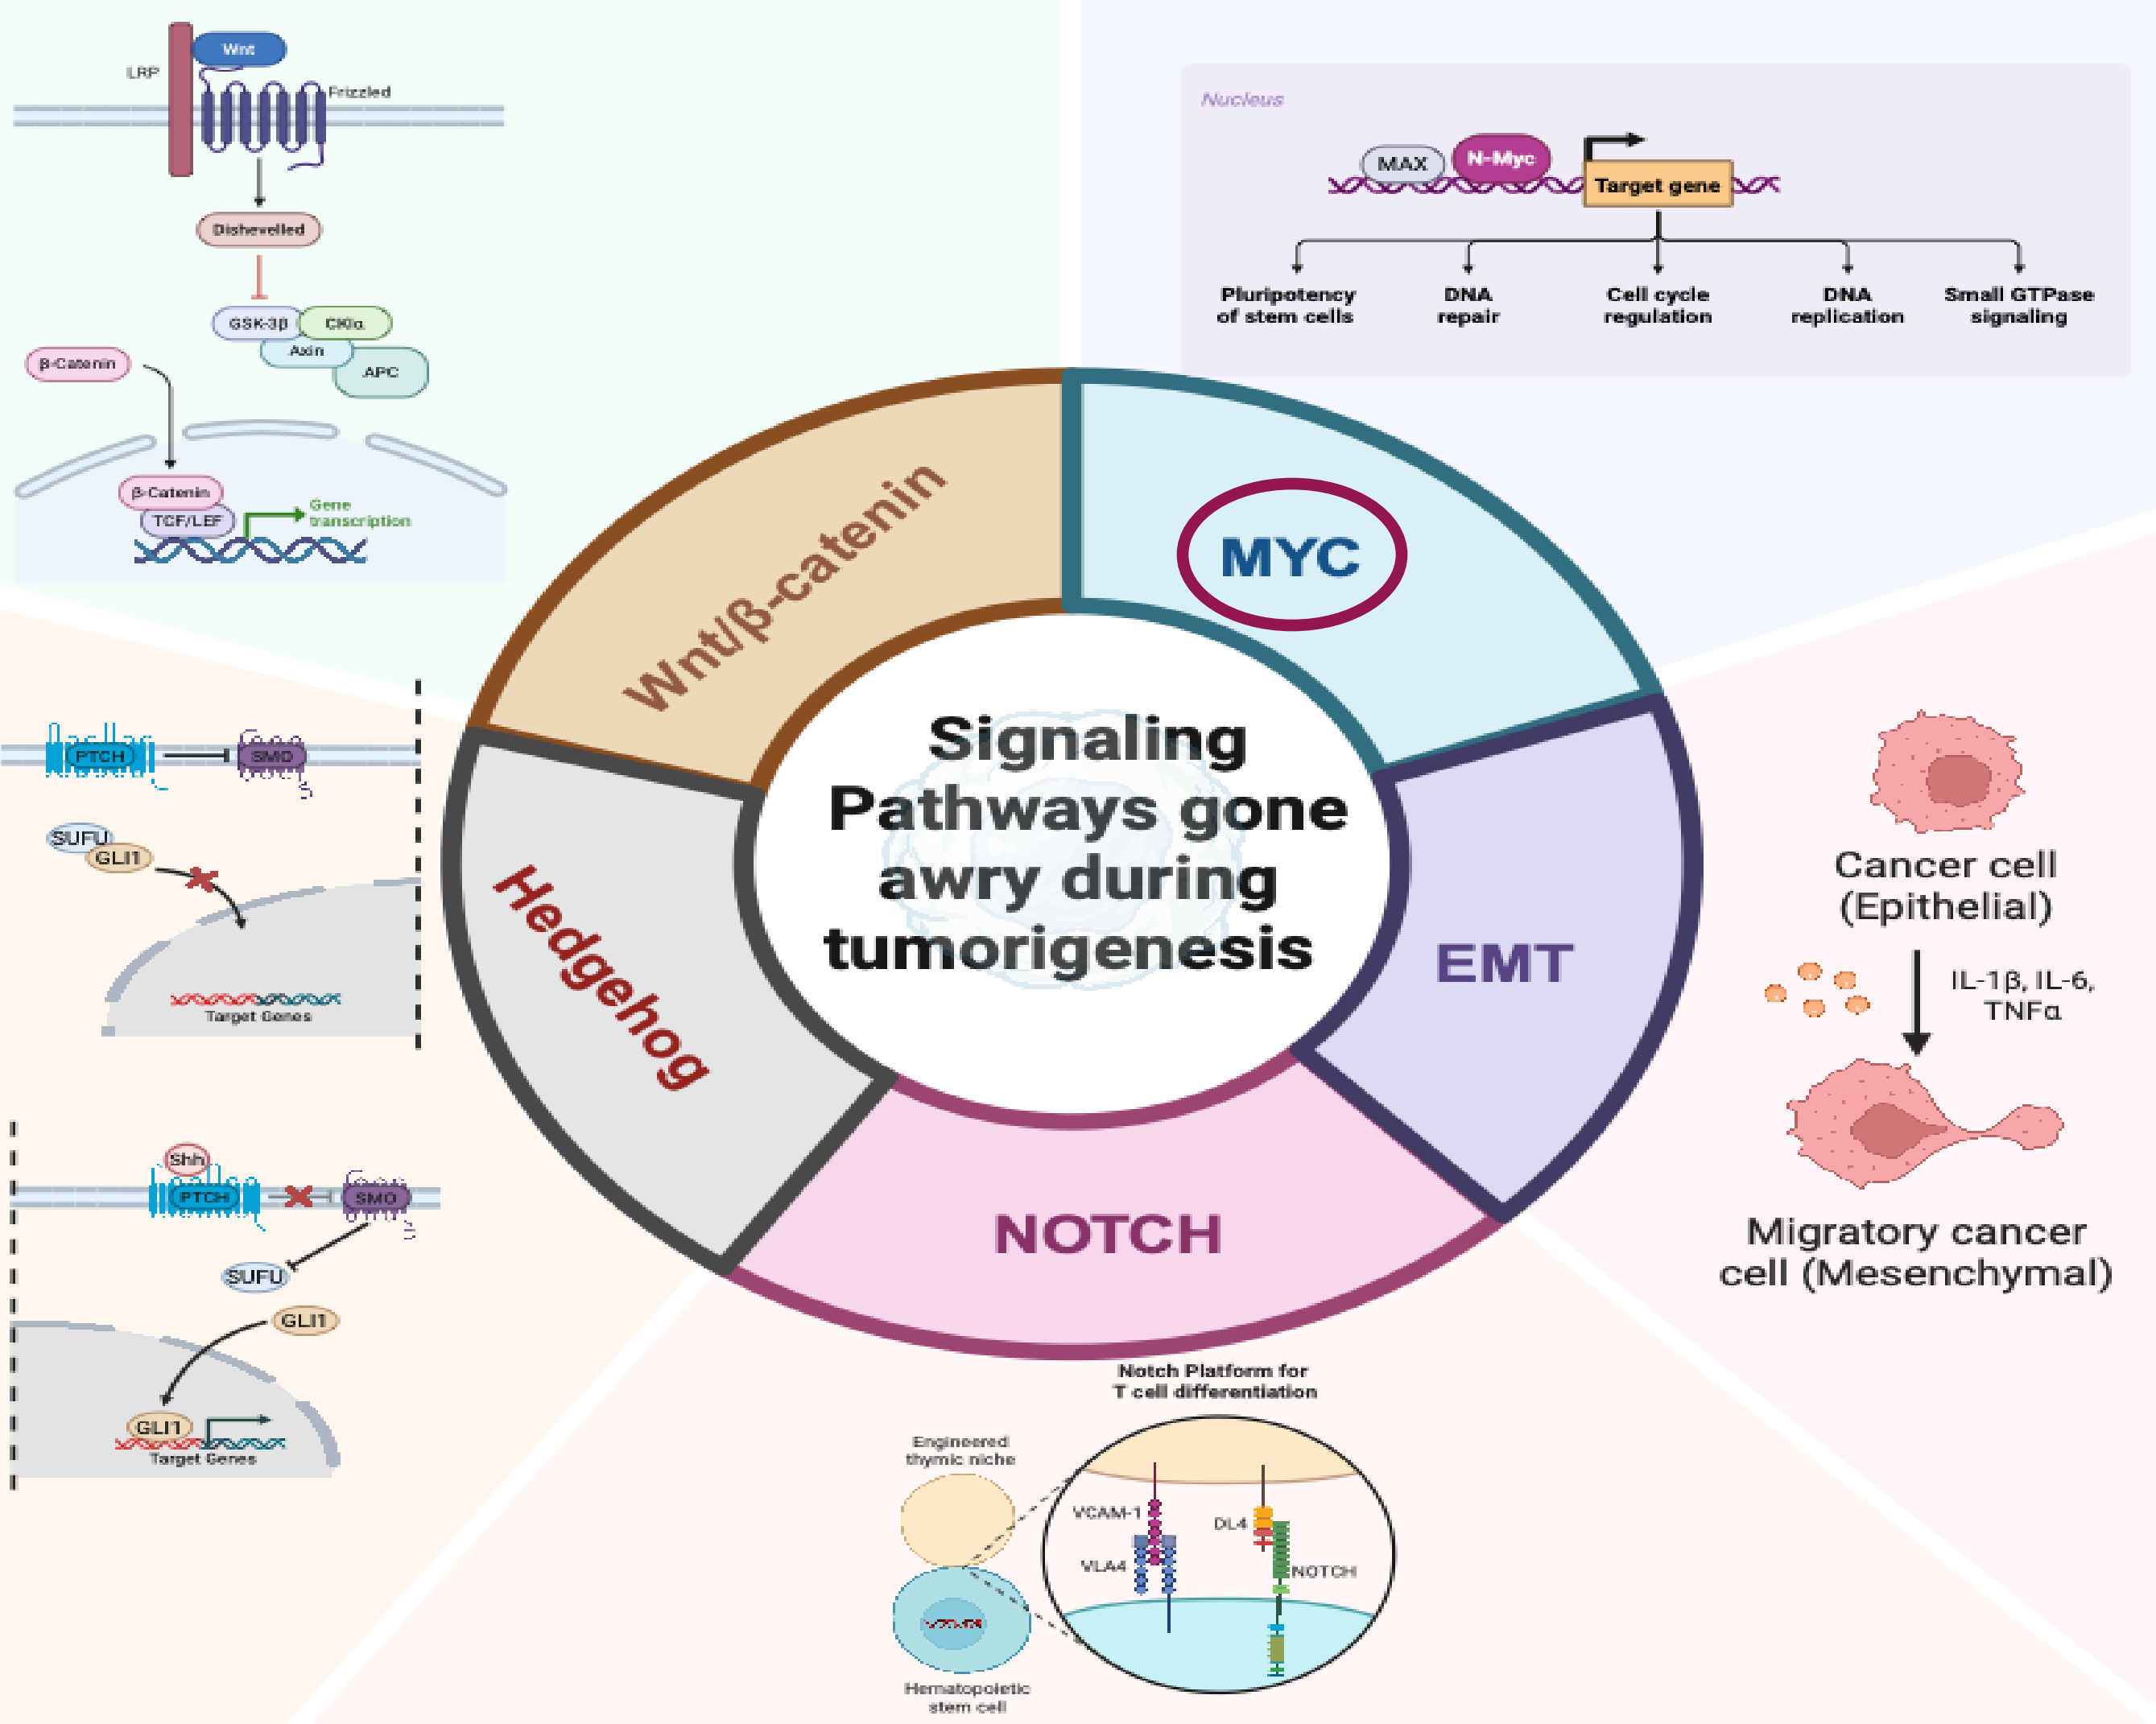 Wnt
LRP
Frizzled
Dishevelled
GSK-3β
CKIα
Axin
APC
β-Catenin
β-Catenin
TCF/LEF
Gene
transcription
Nucleus
MAX
N-Myc
Target gene
Pluripotency
of stem cells
DNA
repair
Cell cycle
regulation
DNA
replication
Small GTPase
signaling
Wnt/β-catenin
MYC
EMT
NOTCH
Hedgehog
Signaling
Pathways gone
awry during
tumorigenesis
PTCH
SMO
SUFU
GLI1
Target Genes
Shh
PTCH
SMO
SUFU
GLI1
GLI1
Target Genes
Cancer cell
(Epithelial)
IL-1β, IL-6,
TNFα
Migratory cancer
cell (Mesenchymal)
Notch Platform for
T cell differentiation
Engineered
thymic niche
VCAM-1
DL4
VLA4
NOTCH
Hematopoietic
stem cell